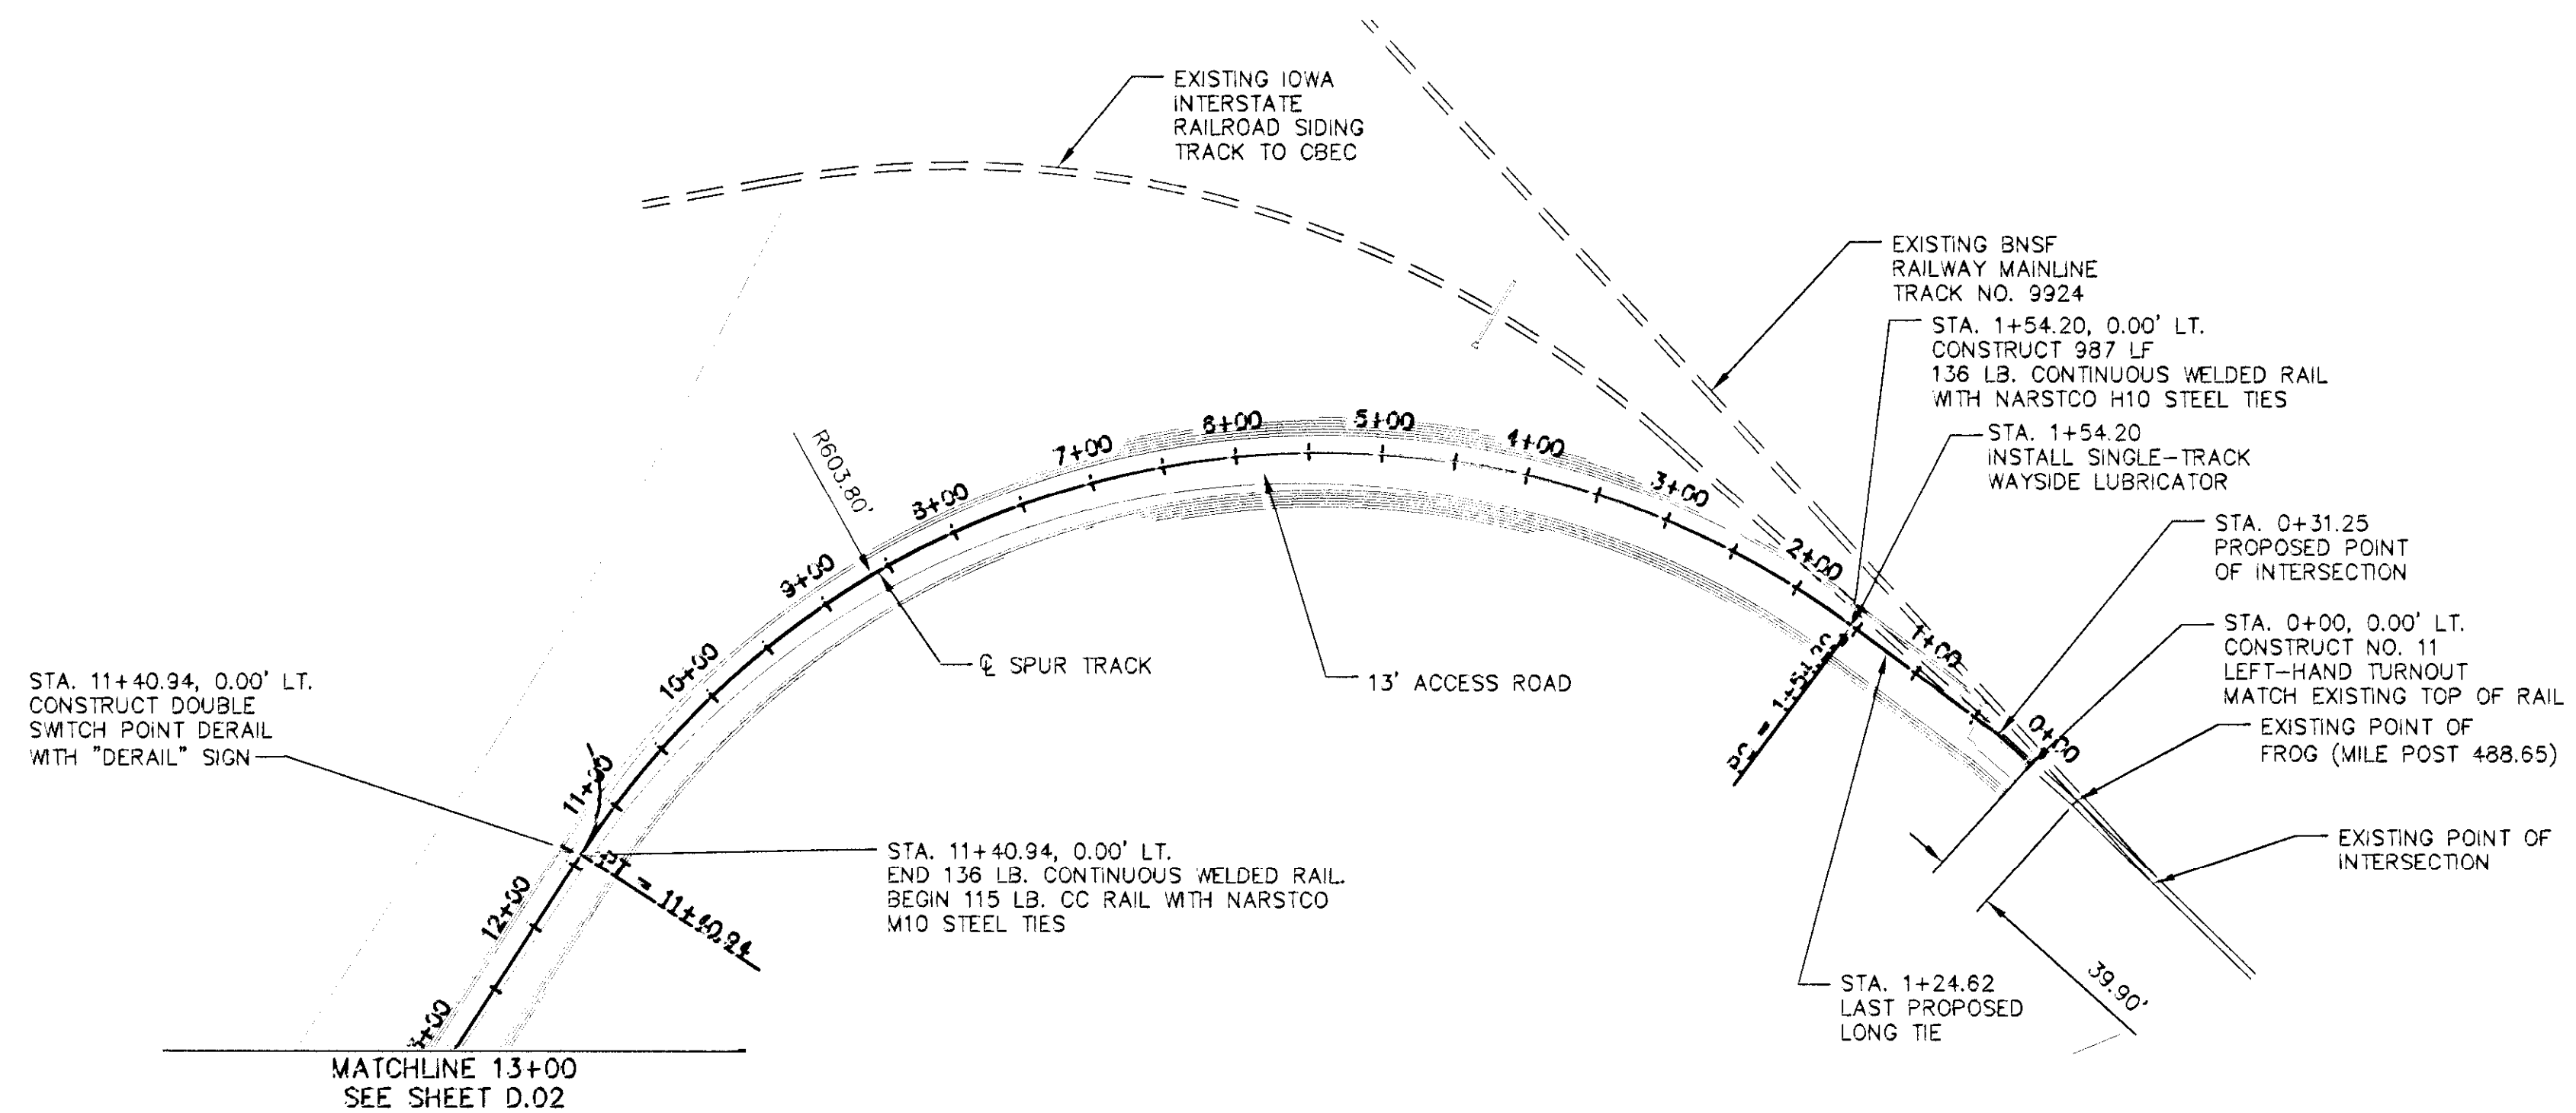 EXISTING IOWA
INTERSTATE
RAILROAD SIDING
TRACK TO CBEC
EXISTING BNSF
RAILWAY MAINLINE
TRACK NO. 9924
STA. 1+54.20, 0.00' LT.
CONSTRUCT 987 LF
136 LB. CONTINUOUS WELDED RAIL
WITH NARSTCO H10 STEEL TIES
STA. 1+54.20
INSTALL SINGLE-TRACK
WAYSIDE LUBRICATOR
STA. 0+31.25
PROPOSED POINT
OF INTERSECTION
STA. 0+00, 0.00' LT.
CONSTRUCT NO. 11
LEFT-HAND TURNOUT
MATCH EXISTING TOP OF RAIL
EXISTING POINT OF
FROG (MILE POST 488.65)
EXISTING POINT OF
INTERSECTION
39.90'
STA. 1+24.62
LAST PROPOSED
LONG TIE
0+00
1+00
2+00
3+00
4+00
5+00
6+00
7+00
8+00
9+00
10+00
11+00
12+00
R603.80'
℄ SPUR TRACK
13' ACCESS ROAD
PC = 1+54.20
PT = 11+40.94
STA. 11+40.94, 0.00' LT.
CONSTRUCT DOUBLE
SWITCH POINT DERAIL
WITH "DERAIL" SIGN
STA. 11+40.94, 0.00' LT.
END 136 LB. CONTINUOUS WELDED RAIL.
BEGIN 115 LB. CC RAIL WITH NARSTCO
M10 STEEL TIES
MATCHLINE 13+00
SEE SHEET D.02